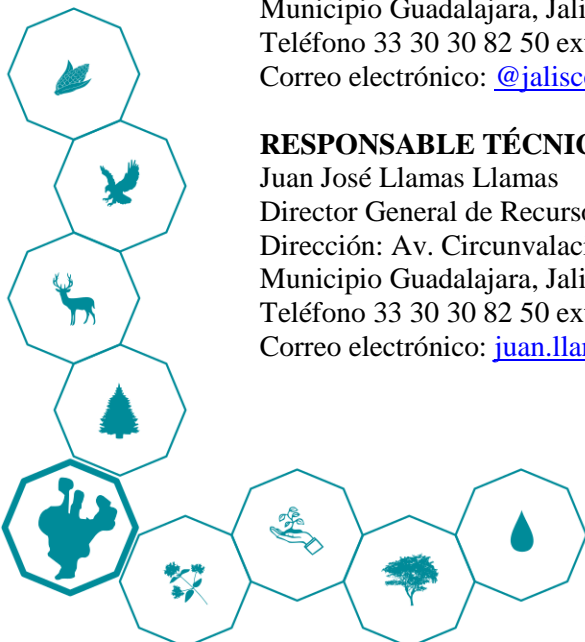 Municipio Guadalajara, Jali
Teléfono 33 30 30 82 50 ex
Correo electrónico: @jalisc
RESPONSABLE TÉCNIC
Juan José Llamas Llamas
Director General de Recurs
Dirección: Av. Circunvalac
Municipio Guadalajara, Jali
Teléfono 33 30 30 82 50 ex
Correo electrónico: juan.lla